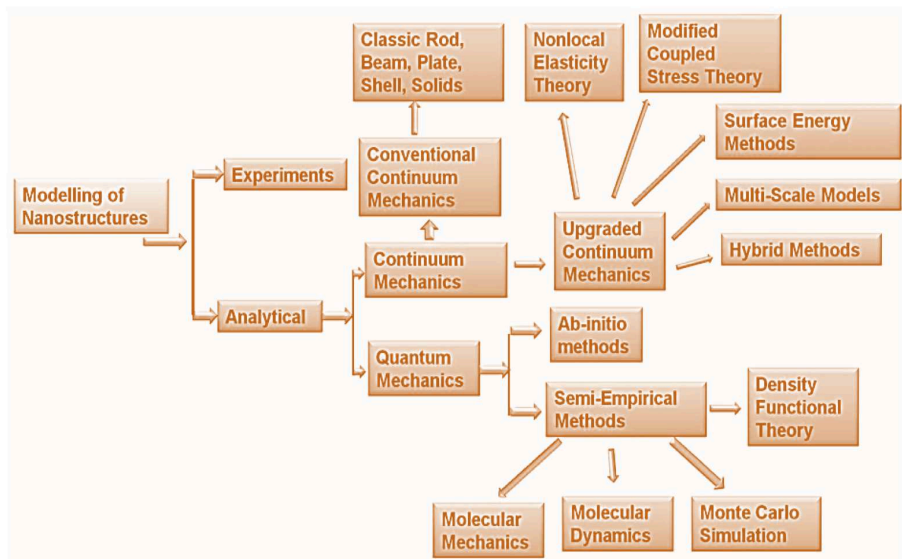 Classic Rod,
Beam, Plate,
Shell, Solids
Nonlocal
Elasticity
Theory
Modified
Coupled
Stress Theory
Surface Energy
Methods
Experiments
Conventional
Continuum
Mechanics
Modelling of
Nanostructures
Multi-Scale Models
Upgraded
Continuum
Mechanics
Hybrid Methods
Continuum
Mechanics
Analytical
Ab-initio
methods
Quantum
Mechanics
Semi-Empirical
Methods
Density
Functional
Theory
Molecular
Mechanics
Molecular
Dynamics
Monte Carlo
Simulation